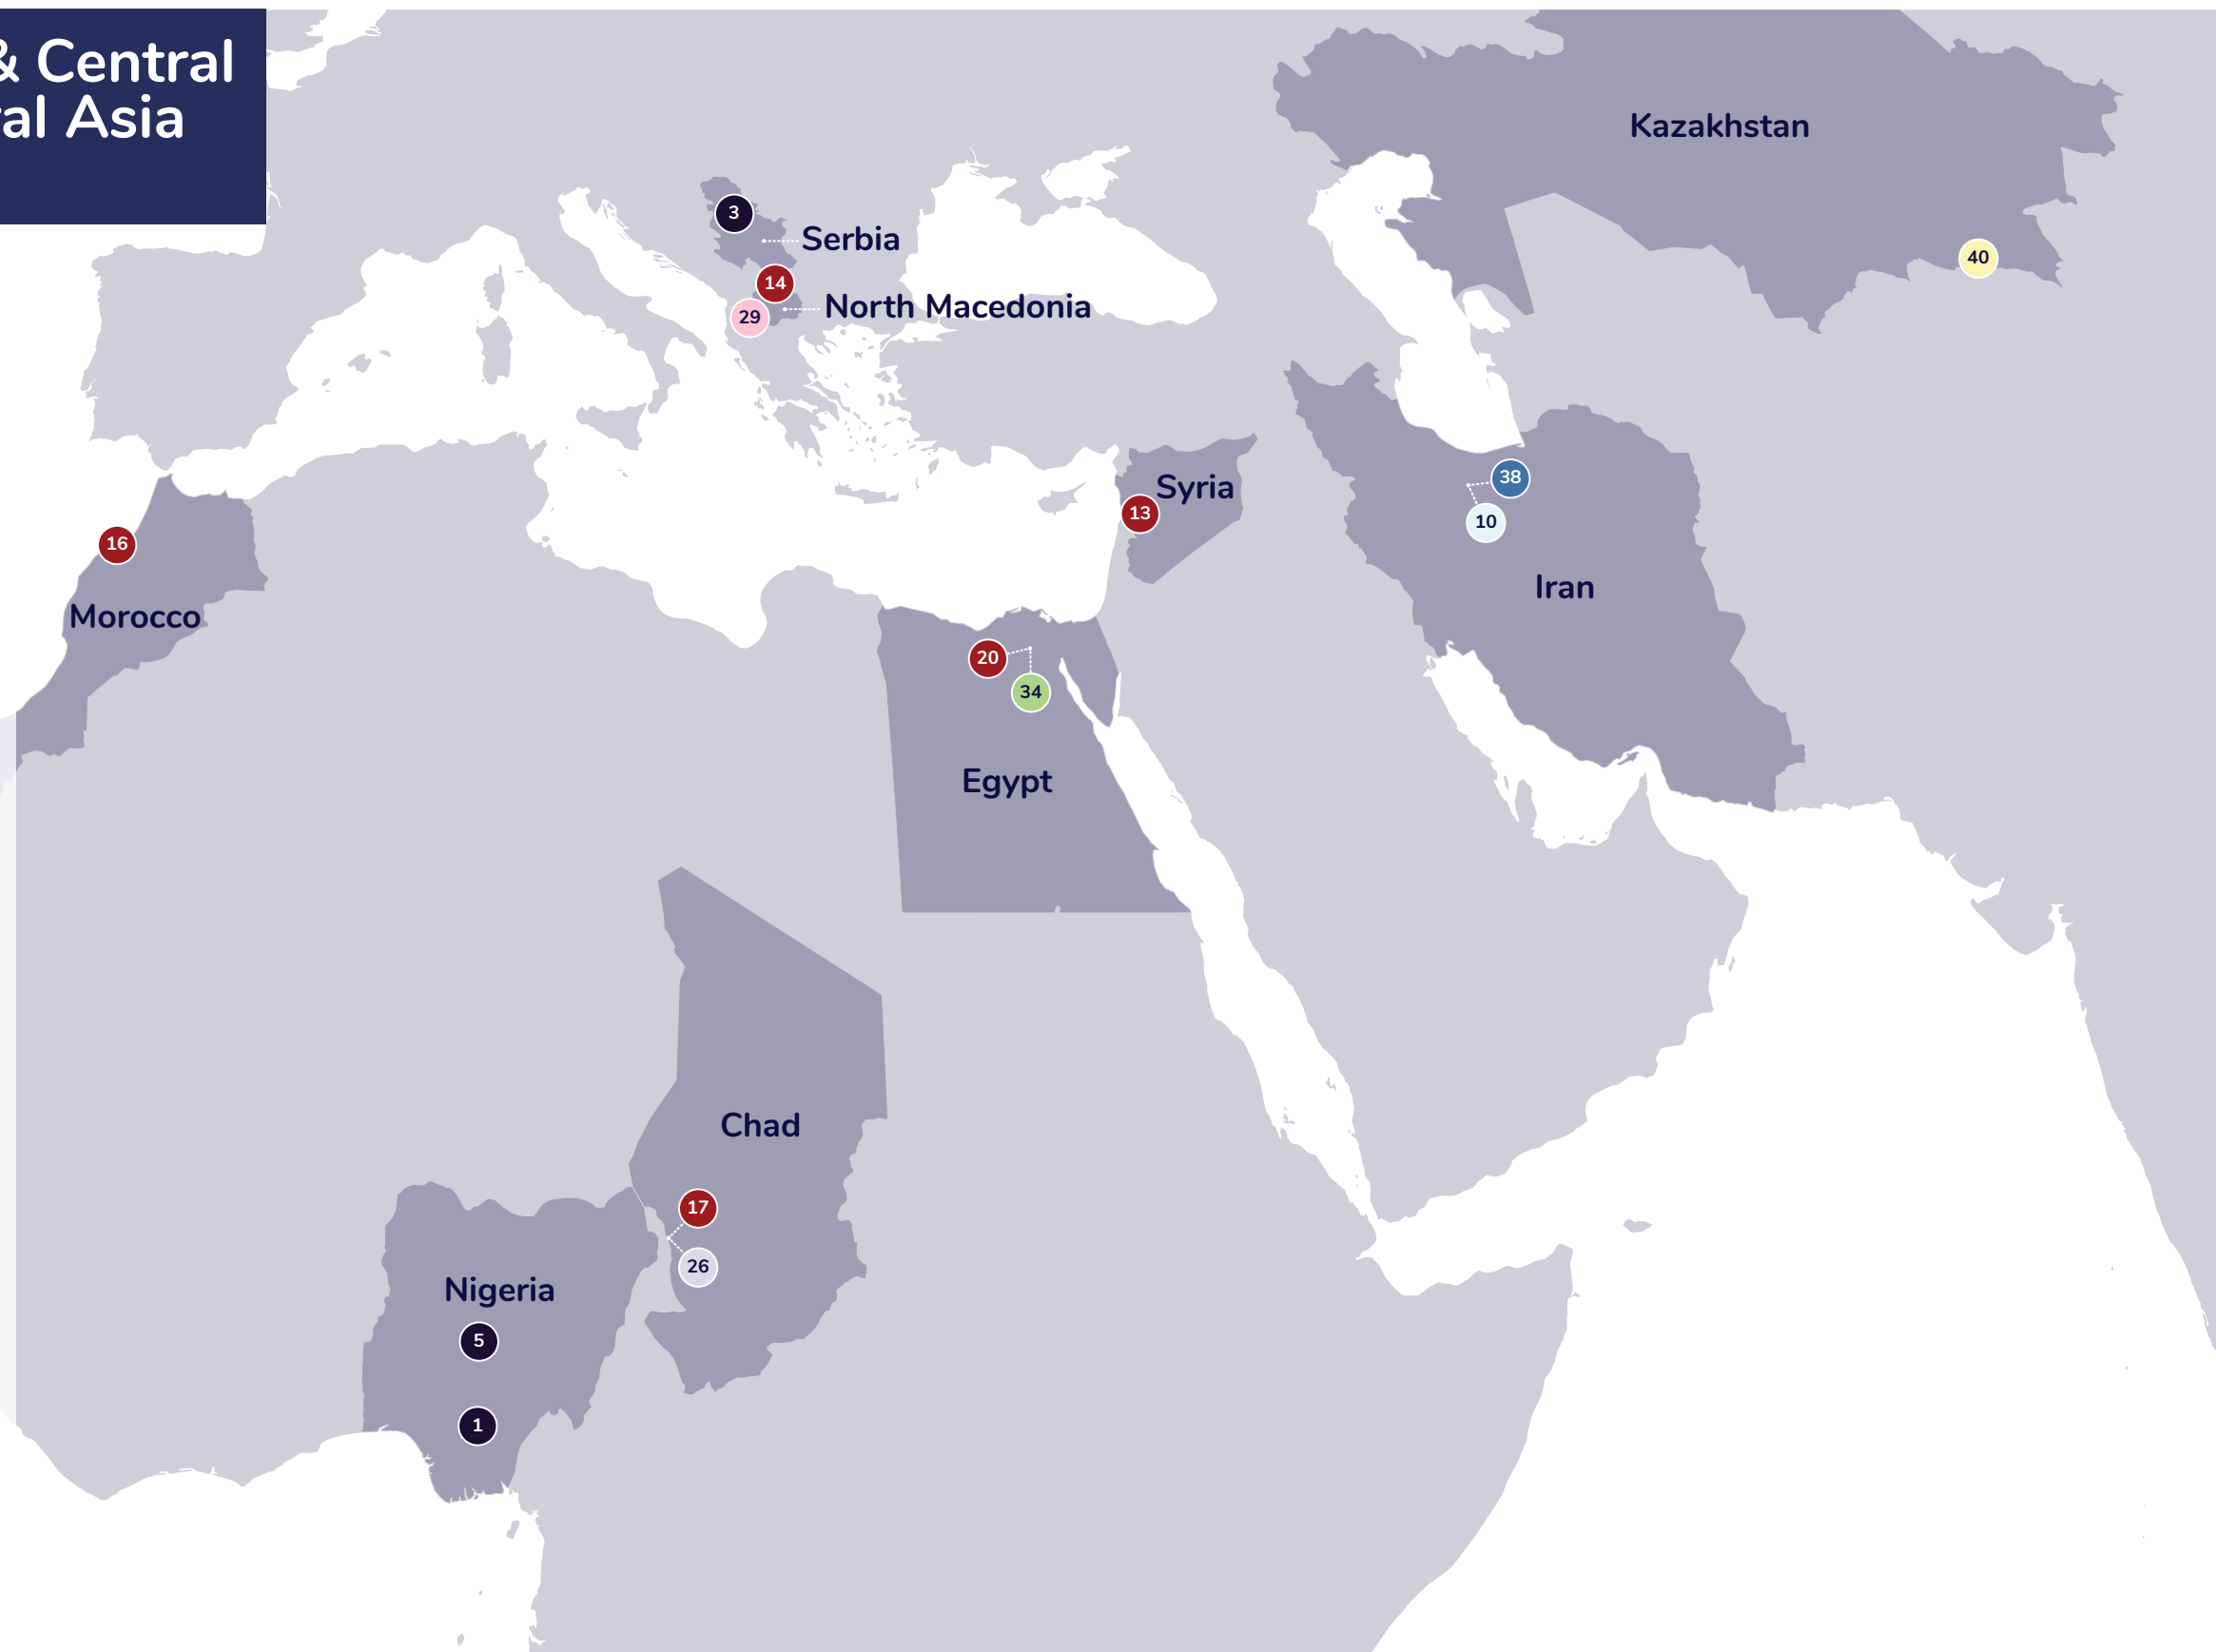 & Central
al Asia
Kazakhstan
3
Serbia
40
14
North Macedonia
29
Syria
38
13
10
16
Iran
Morocco
20
34
Egypt
Chad
17
26
Nigeria
5
1